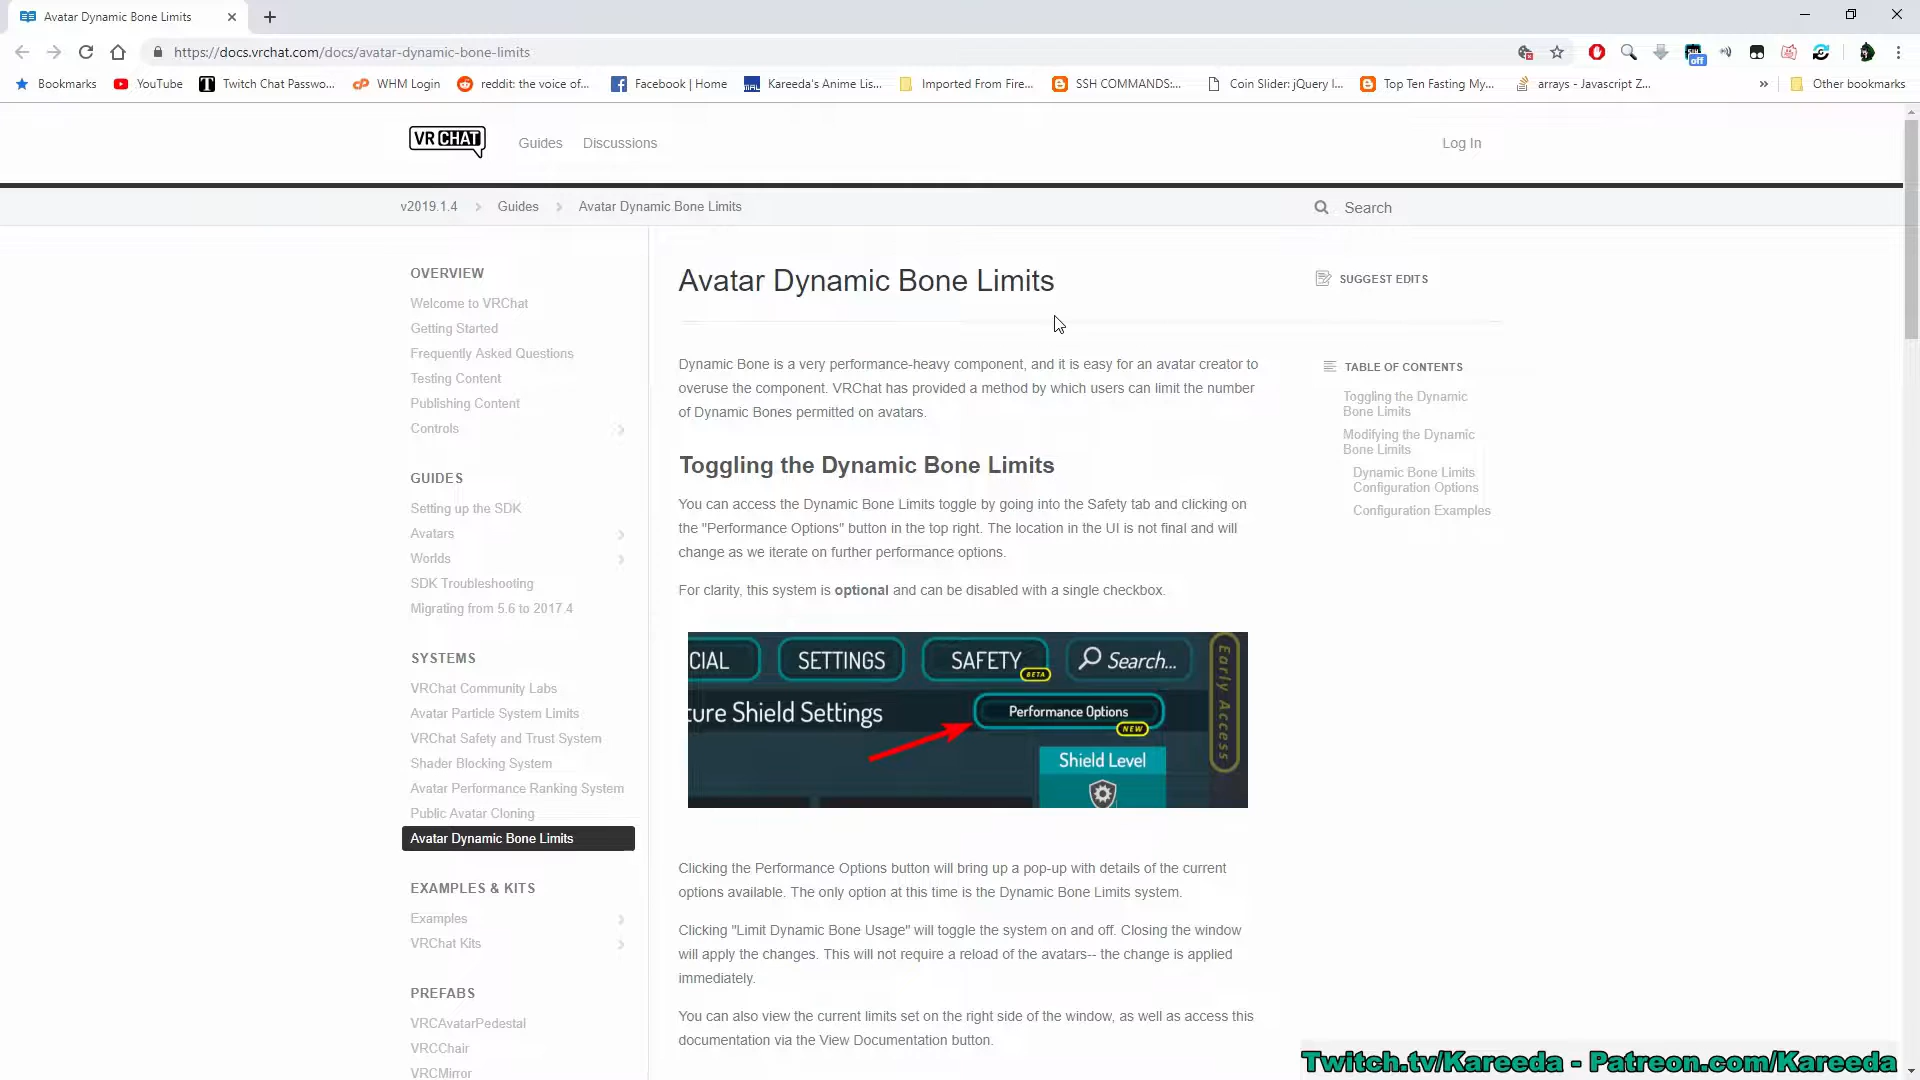 Avatar Dynamic Bone Limits
https://docs.vrchat.com/docs/avatar-dynamic-bone-limits
off
Bookmarks
YouTube
Twitch Chat Passwo...
WHM Login
reddit: the voice of...
Facebook | Home
Kareeda's Anime Lis...
Imported From Fire...
SSH COMMANDS:...
Coin Slider: jQuery I...
Top Ten Fasting My...
arrays - Javascript Z...
»
Other bookmarks
VR CHAT
Guides
Discussions
Log In
v2019.1.4
Guides
Avatar Dynamic Bone Limits
Search
OVERVIEW
Welcome to VRChat
Getting Started
Frequently Asked Questions
Testing Content
Publishing Content
Controls
GUIDES
Setting up the SDK
Avatars
Worlds
SDK Troubleshooting
Migrating from 5.6 to 2017.4
SYSTEMS
VRChat Community Labs
Avatar Particle System Limits
VRChat Safety and Trust System
Shader Blocking System
Avatar Performance Ranking System
Public Avatar Cloning
Avatar Dynamic Bone Limits
EXAMPLES & KITS
Examples
VRChat Kits
PREFABS
VRCAvatarPedestal
VRCChair
VRCMirror
Avatar Dynamic Bone Limits
Dynamic Bone is a very performance-heavy component, and it is easy for an avatar creator to
overuse the component. VRChat has provided a method by which users can limit the number
of Dynamic Bones permitted on avatars.
Toggling the Dynamic Bone Limits
You can access the Dynamic Bone Limits toggle by going into the Safety tab and clicking on
the "Performance Options" button in the top right. The location in the UI is not final and will
change as we iterate on further performance options.
For clarity, this system is optional and can be disabled with a single checkbox.
CIAL
SETTINGS
SAFETY
BETA
Search...
Early Access
ture Shield Settings
Performance Options
NEW
Shield Level
Clicking the Performance Options button will bring up a pop-up with details of the current
options available. The only option at this time is the Dynamic Bone Limits system.
Clicking "Limit Dynamic Bone Usage" will toggle the system on and off. Closing the window
will apply the changes. This will not require a reload of the avatars-- the change is applied
immediately.
You can also view the current limits set on the right side of the window, as well as access this
documentation via the View Documentation button.
SUGGEST EDITS
TABLE OF CONTENTS
Toggling the Dynamic
Bone Limits
Modifying the Dynamic
Bone Limits
Dynamic Bone Limits
Configuration Options
Configuration Examples
Twitch.tv/Kareeda - Patreon.com/Kareeda